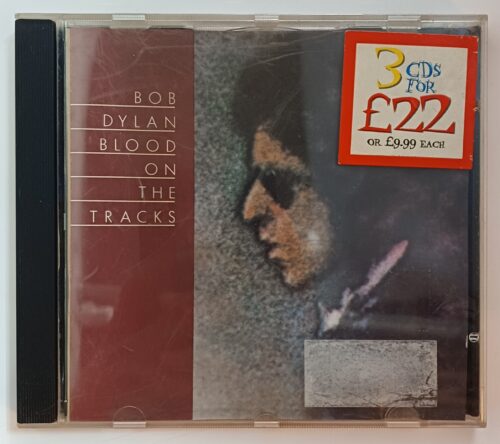 BOB
DYLAN
BLOOD
ON
THE
TRACKS
3 CDS
FOR
£22
OR £9.99 EACH